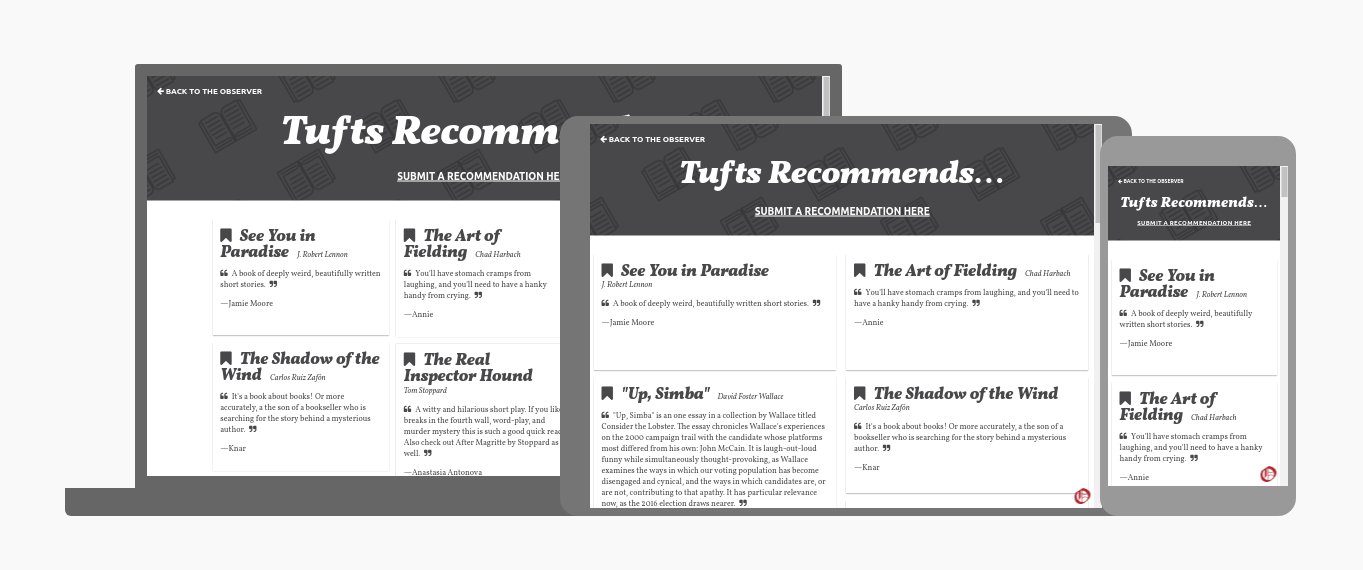 BACK TO THE OBSERVER
Tufts Recomm
SUBMIT A RECOMMENDATION HE
See You in
Paradise J. Robert Lennon
A book of deeply weird, beautifully written
short stories.
—Jamie Moore
The Art of
Fielding Chad Harbach
You'll have stomach cramps from
laughing, and you'll need to have a hanky
handy from crying.
—Annie
The Shadow of the
Wind Carlos Ruiz Zafón
It's a book about books! Or more
accurately, a the son of a bookseller who is
searching for the story behind a mysterious
author.
—Knar
The Real
Inspector Hound
Tom Stoppard
A witty and hilarious short play. If you like
breaks in the fourth wall, word-play, and
murder mystery this is such a good quick read
Also check out After Magritte by Stoppard as
well.
—Anastasia Antonova
BACK TO THE OBSERVER
Tufts Recommends...
SUBMIT A RECOMMENDATION HERE
See You in Paradise
J. Robert Lennon
A book of deeply weird, beautifully written short stories.
—Jamie Moore
The Art of Fielding Chad Harbach
You'll have stomach cramps from laughing, and you'll need to
have a hanky handy from crying.
—Annie
"Up, Simba" David Foster Wallace
"Up, Simba" is an one essay in a collection by Wallace titled
Consider the Lobster. The essay chronicles Wallace's experiences
on the 2000 campaign trail with the candidate whose platforms
most differed from his own: John McCain. It is laugh-out-loud
funny while simultaneously thought-provoking, as Wallace
examines the ways in which our voting population has become
disengaged and cynical, and the ways in which candidates are, or
are not, contributing to that apathy. It has particular relevance
now, as the 2016 election draws nearer.
The Shadow of the Wind
Carlos Ruiz Zafón
It's a book about books! Or more accurately, a the son of a
bookseller who is searching for the story behind a mysterious
author.
—Knar
BACK TO THE OBSERVER
Tufts Recommends...
SUBMIT A RECOMMENDATION HERE
See You in
Paradise J. Robert Lennon
A book of deeply weird, beautifully
written short stories.
—Jamie Moore
The Art of
Fielding Chad Harbach
You'll have stomach cramps from
laughing, and you'll need to have a hanky
handy from crying.
—Annie